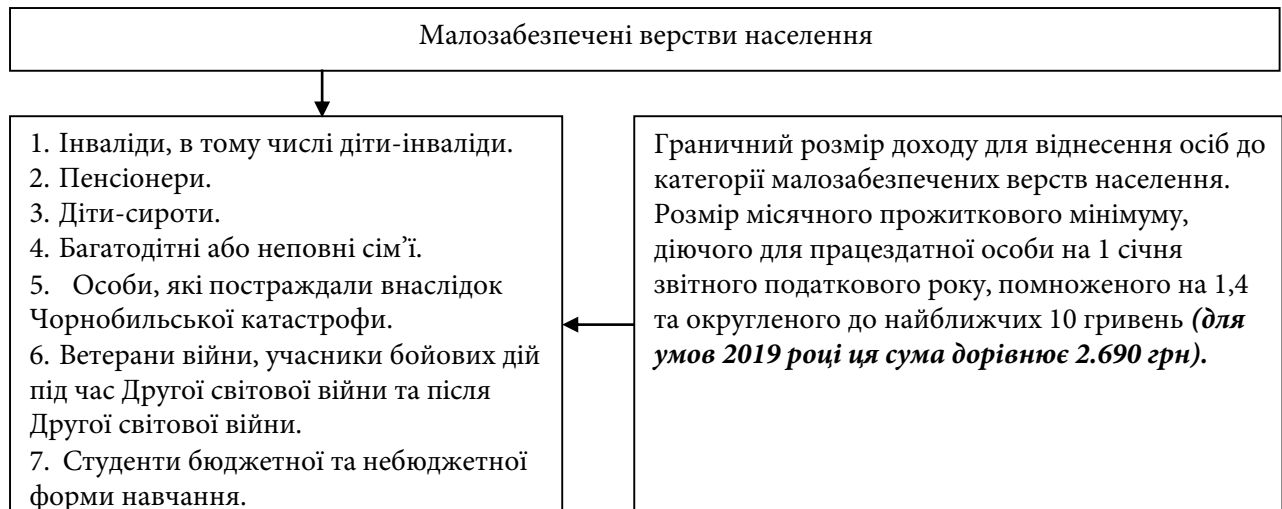 Малозабезпечені верстви населення
1. Інваліди, в тому числі діти-інваліди.
2. Пенсіонери.
3. Діти-сироти.
4. Багатодітні або неповні сім’ї.
5. Особи, які постраждали внаслідок
Чорнобильської катастрофи.
6. Ветерани війни, учасники бойових дій
під час Другої світової війни та після
Другої світової війни.
7. Студенти бюджетної та небюджетної
форми навчання.
Граничний розмір доходу для віднесення осіб до
категорії малозабезпечених верств населення.
Розмір місячного прожиткового мінімуму,
діючого для працездатної особи на 1 січня
звітного податкового року, помноженого на 1,4
та округленого до найближчих 10 гривень (для
умов 2019 році ця сума дорівнює 2.690 грн).